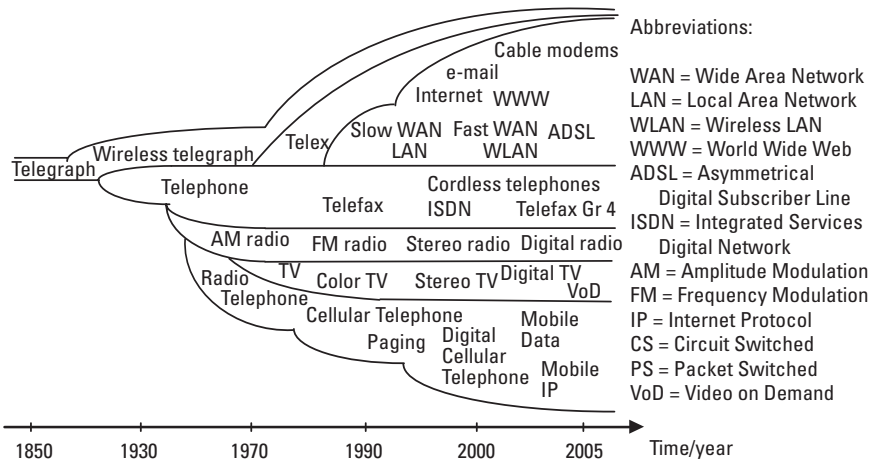 Cable modems
e-mail
Internet WWW
Telex
Slow WAN Fast WAN ADSL
LAN WLAN
Wireless telegraph
Telegraph
Telephone
Cordless telephones
Telefax ISDN Telefax Gr 4
AM radio FM radio Stereo radio Digital radio
TV Color TV Stereo TV Digital TV
VoD
Radio
Telephone
Cellular Telephone
Paging
Digital
Cellular
Telephone
Mobile
Data
Mobile
IP
1850 1930 1970 1990 2000 2005 Time/year
Abbreviations:
WAN = Wide Area Network
LAN = Local Area Network
WLAN = Wireless LAN
WWW = World Wide Web
ADSL = Asymmetrical
Digital Subscriber Line
ISDN = Integrated Services
Digital Network
AM = Amplitude Modulation
FM = Frequency Modulation
IP = Internet Protocol
CS = Circuit Switched
PS = Packet Switched
VoD = Video on Demand